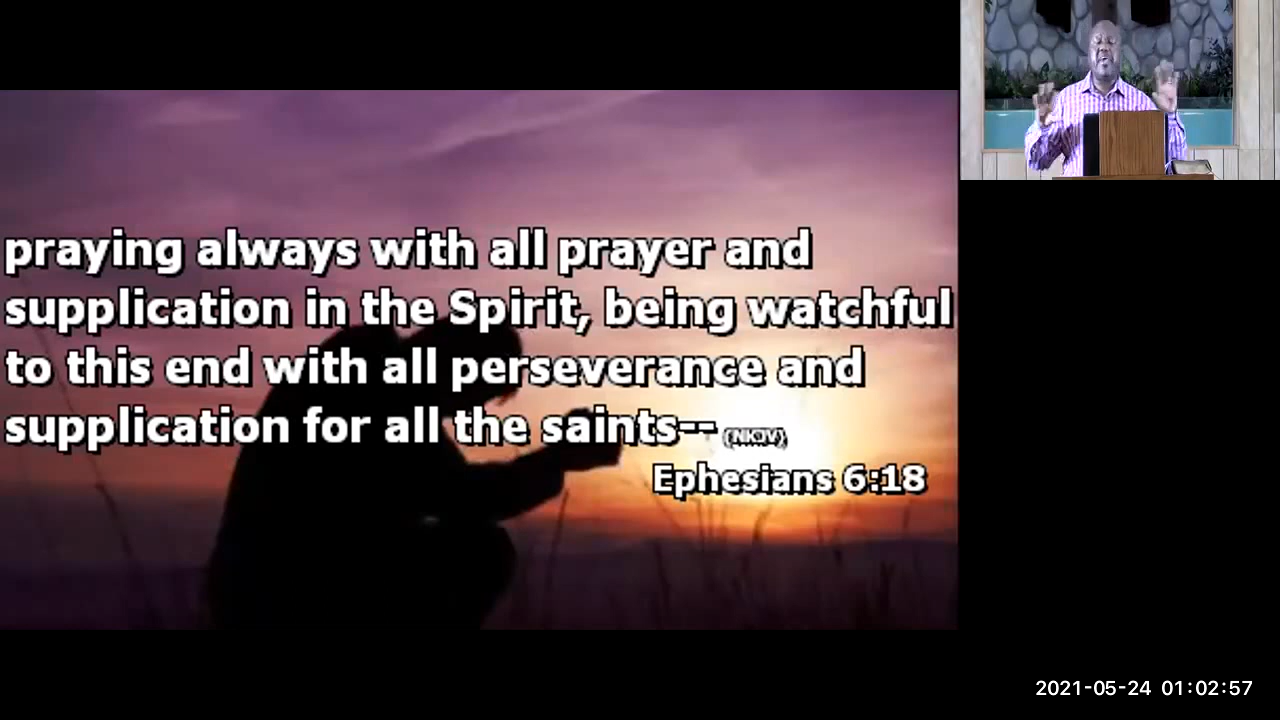 praying always with all prayer and
supplication in the Spirit, being watchful
to this end with all perseverance and
supplication for all the saints-- (NKJV)
Ephesians 6:18
2021-05-24 01:02:57